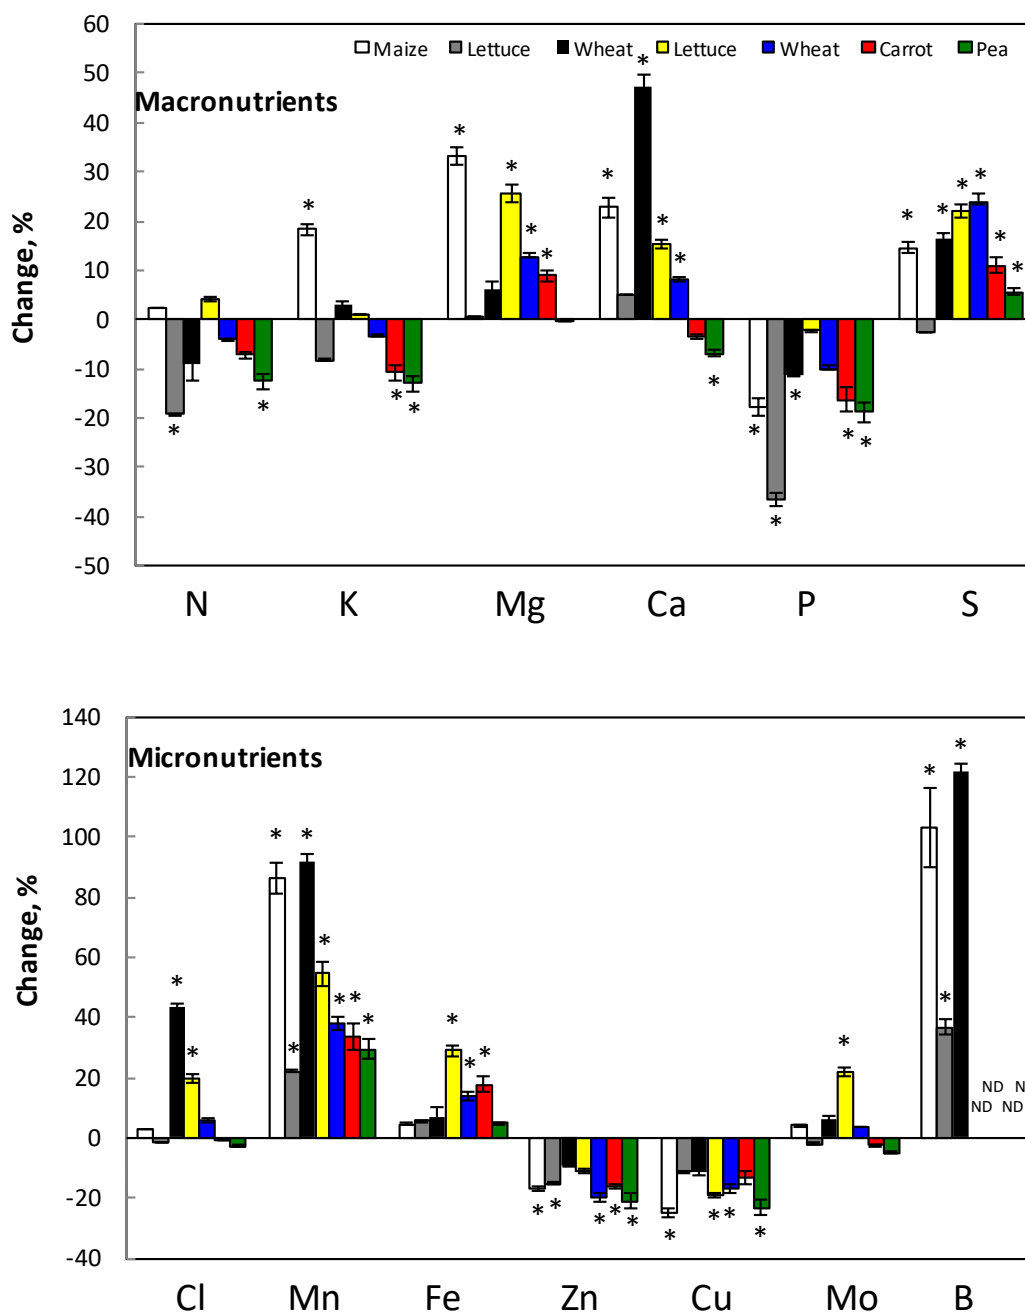 60
Maize Lettuce Wheat Lettuce Wheat Carrot Pea
50
Macronutrients
40
30
20
10
0
-10
-20
-30
-40
-50
Change, %
* * * * * * * * * * * * * * * * * * * * * * * * * *
N K Mg Ca P S
140
Micronutrients
120
100
80
60
40
20
0
-20
-40
Change, %
* * * * * * * * * * * * * * * * * * * * * * * * * *
ND N
ND ND
Cl Mn Fe Zn Cu Mo B